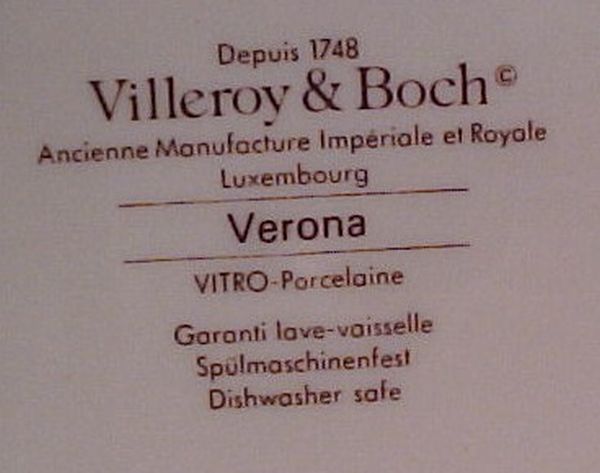 Depuis 1748
Villeroy & Boch©
Ancienne Manufacture Impériale et Royale
Luxembourg
Verona
VITRO-Porcelaine
Garanti lave-vaisselle
Spülmaschinenfest
Dishwasher safe